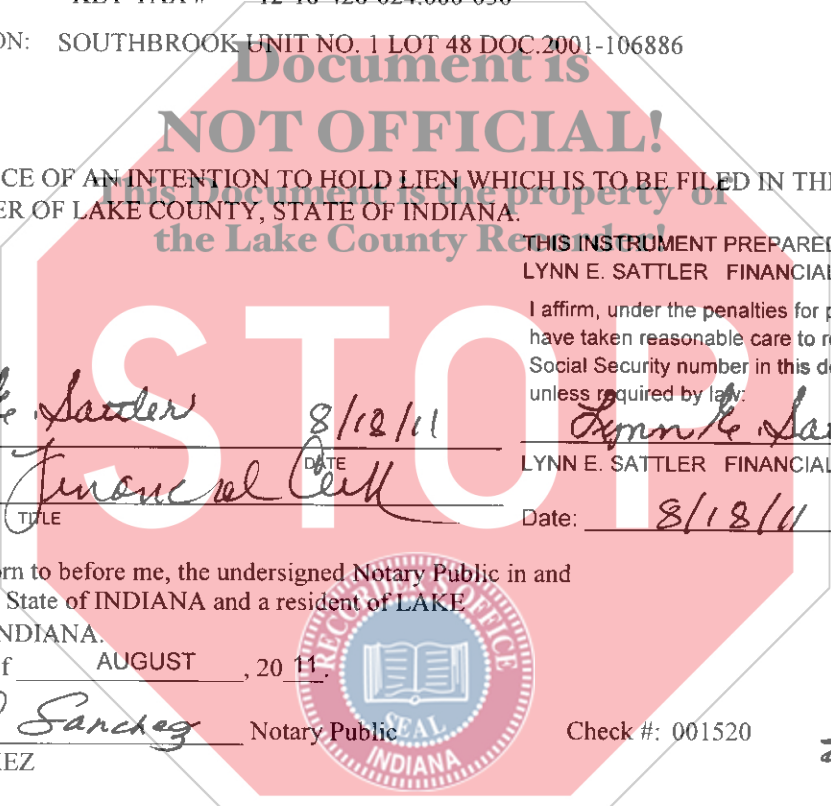 ON: SOUTHBROOK UNIT NO. 1 LOT 48 DOC.2001-106886
Document is
NOT OFFICIAL!
CE OF AN INTENTION TO HOLD LIEN WHICH IS TO BE FILED IN THE
This Document is the property of
ER OF LAKE COUNTY, STATE OF INDIANA.
the Lake County Recorder!
THIS INSTRUMENT PREPARED
LYNN E. SATTLER FINANCIAL
I affirm, under the penalties for p
have taken reasonable care to r
Social Security number in this d
unless required by law:
STOP
E. Sattler 8/18/11
Lynn E. Sa
DATE
LYNN E. SATTLER FINANCIAL
Financial Clerk
TITLE
Date: 8/18/11
rn to before me, the undersigned Notary Public in and
State of INDIANA and a resident of LAKE
NDIANA.
f AUGUST , 20 11 .
RECORDER'S OFFICE
SEAL
INDIANA
Sanchez Notary Public Check #: 001520
EZ